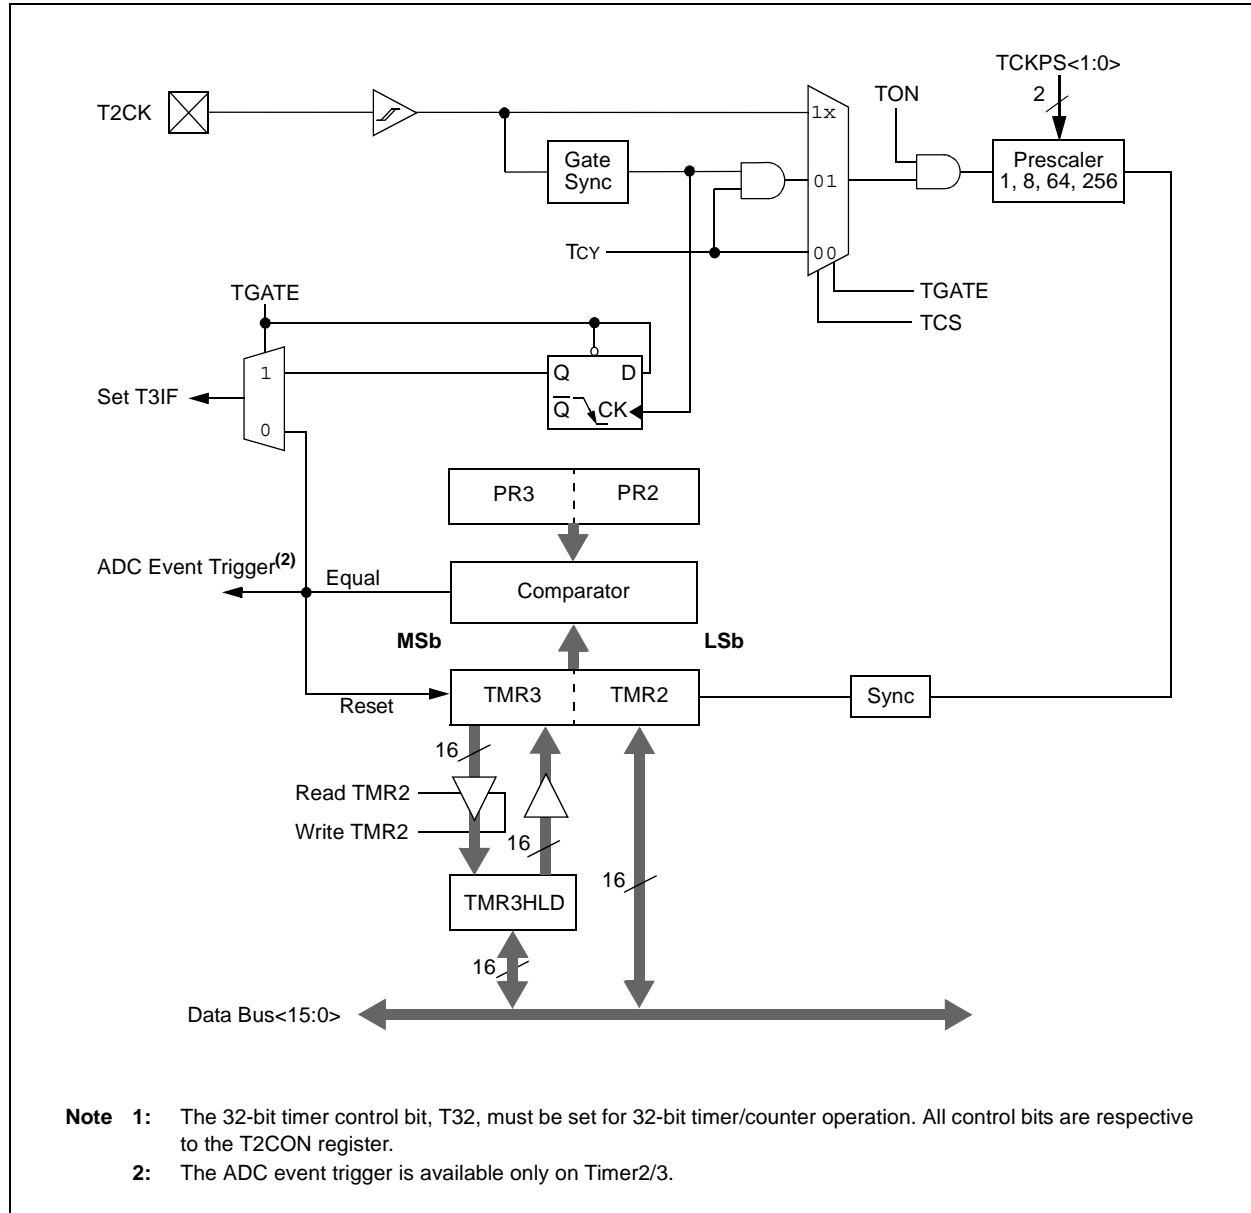 TCKPS<1:0>
2
TON
T2CK
1x
Gate
Sync
Prescaler
1, 8, 64, 256
01
TCY
00
TGATE
TGATE
TCS
1
Q D
Set T3IF
Q CK
0
PR3 PR2
ADC Event Trigger(2)
Equal
Comparator
MSb LSb
TMR3 TMR2
Sync
Reset
16
Read TMR2
Write TMR2
16
16
TMR3HLD
16
Data Bus<15:0>
Note 1: The 32-bit timer control bit, T32, must be set for 32-bit timer/counter operation. All control bits are respective
to the T2CON register.
2: The ADC event trigger is available only on Timer2/3.